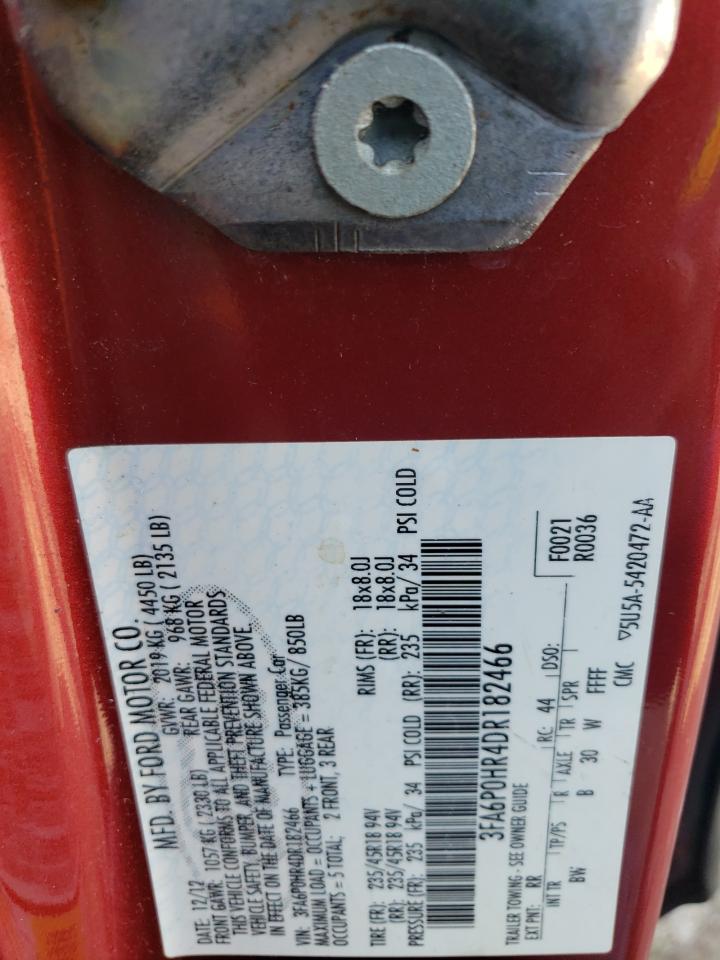 MFD. BY FORD MOTOR CO.
DATE: 12/12 GVWR: 2019 KG ( 4450 LB)
FRONT GAWR: 1057 KG ( 2330 LB) REAR GAWR: 968 KG ( 2135 LB)
THIS VEHICLE CONFORMS TO ALL APPLICABLE FEDERAL MOTOR
VEHICLE SAFETY, BUMPER, AND THEFT PREVENTION STANDARDS
IN EFFECT ON THE DATE OF MANUFACTURE SHOWN ABOVE.
VIN: 3FA6P0HR4DR182466 TYPE: Passenger Car
MAXIMUM LOAD = OCCUPANTS + LUGGAGE = 385KG/ 850LB
OCCUPANTS = 5 TOTAL; 2 FRONT, 3 REAR
TIRE (FR): 235/45R18 94V RIMS (FR): 18x8.0J
(RR): 235/45R18 94V (RR): 18x8.0J
PRESSURE (FR): 235 kPa/ 34 PSI COLD (RR): 235 kPa/ 34 PSI COLD
3FA6P0HR4DR182466
TRAILER TOWING - SEE OWNER GUIDE
EXT PNT: RR RC: 44 DSO: F0021
R0036
INT TR TP/PS R AXLE TR SPR
BW B 30 W FFFF
CMC ▽5U5A-5420472-AA